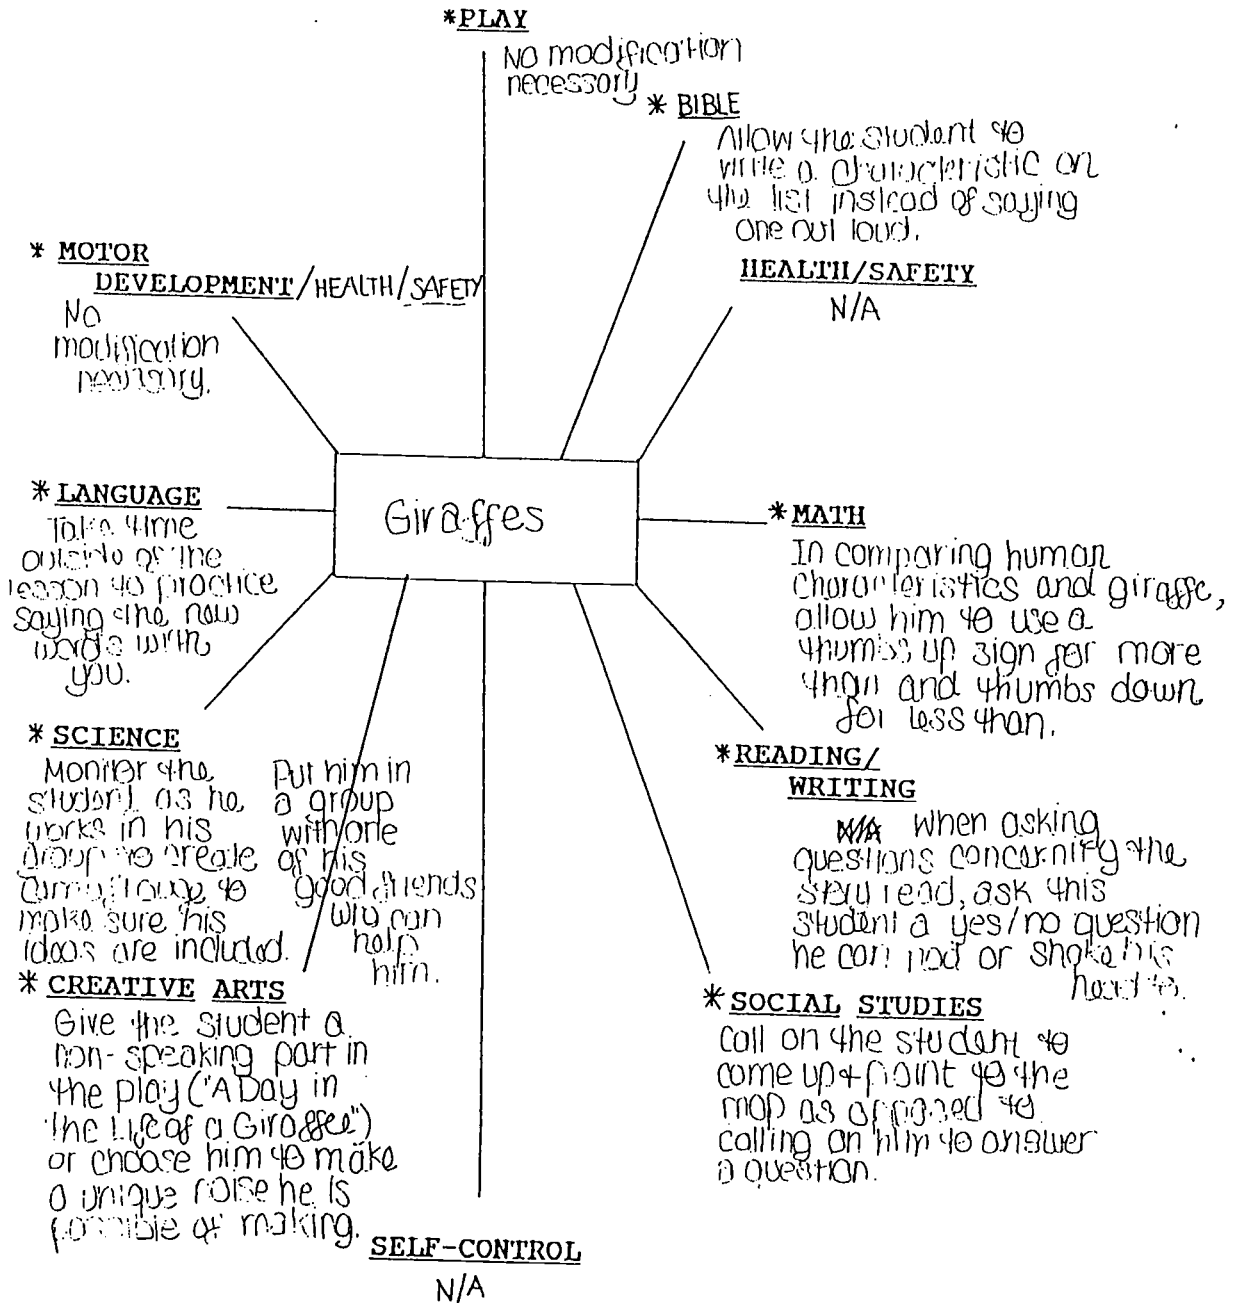 *PLAY
No modification
necessary
* BIBLE
Allow the student to
write a characteristic on
the list instead of saying
one out loud.
* MOTOR
DEVELOPMENT/HEALTH/SAFETY
No
modification
necessary.
HEALTH/SAFETY
N/A
Giraffes
* LANGUAGE
Take time
outside of the
lesson to practice
saying the new
words with
you.
* MATH
In comparing human
characteristics and giraffe,
allow him to use a
thumbs up sign for more
than and thumbs down
for less than.
* SCIENCE
Monitor the
student as he
works in his
group to create
camouflauge to
make sure his
ideas are included.
Put him in
a group
with one
of his
good friends
who can
help
him.
* READING/
WRITING
N/A When asking
questions concerning the
story read, ask this
student a yes/no question
he can nod or shake his
head to.
* CREATIVE ARTS
Give the student a
non-speaking part in
the play ("A Day in
the Life of a Giraffee")
or choose him to make
a unique noise he is
possible of making.
* SOCIAL STUDIES
Call on the student to
come up + point to the
map as opposed to
calling on him to answer
a question.
SELF-CONTROL
N/A